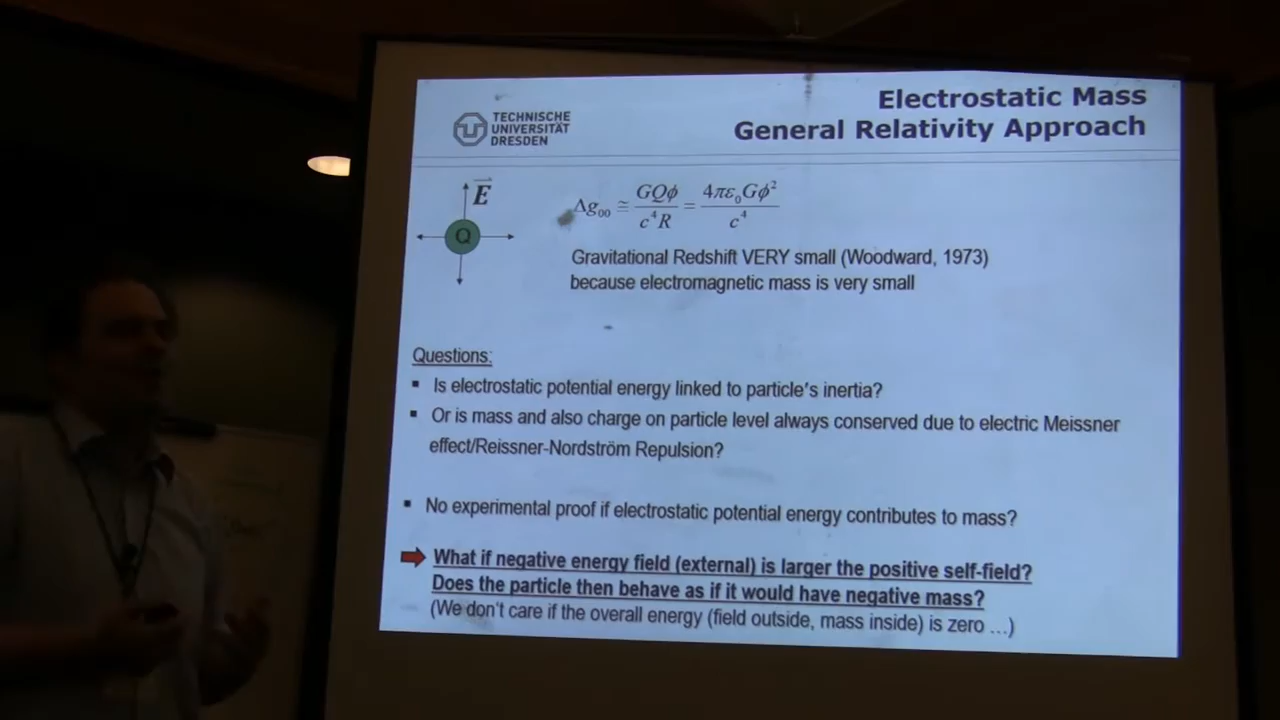 Electrostatic Mass
General Relativity Approach
TECHNISCHE
UNIVERSITÄT
DRESDEN
E
Q
Δg₀₀ ≅ GQϕ / c⁴R = 4πε₀Gϕ² / c⁴
Gravitational Redshift VERY small (Woodward, 1973)
because electromagnetic mass is very small
Questions:
▪ Is electrostatic potential energy linked to particle's inertia?
▪ Or is mass and also charge on particle level always conserved due to electric Meissner
effect/Reissner-Nordström Repulsion?
▪ No experimental proof if electrostatic potential energy contributes to mass?
What if negative energy field (external) is larger the positive self-field?
Does the particle then behave as if it would have negative mass?
(We don't care if the overall energy (field outside, mass inside) is zero …)